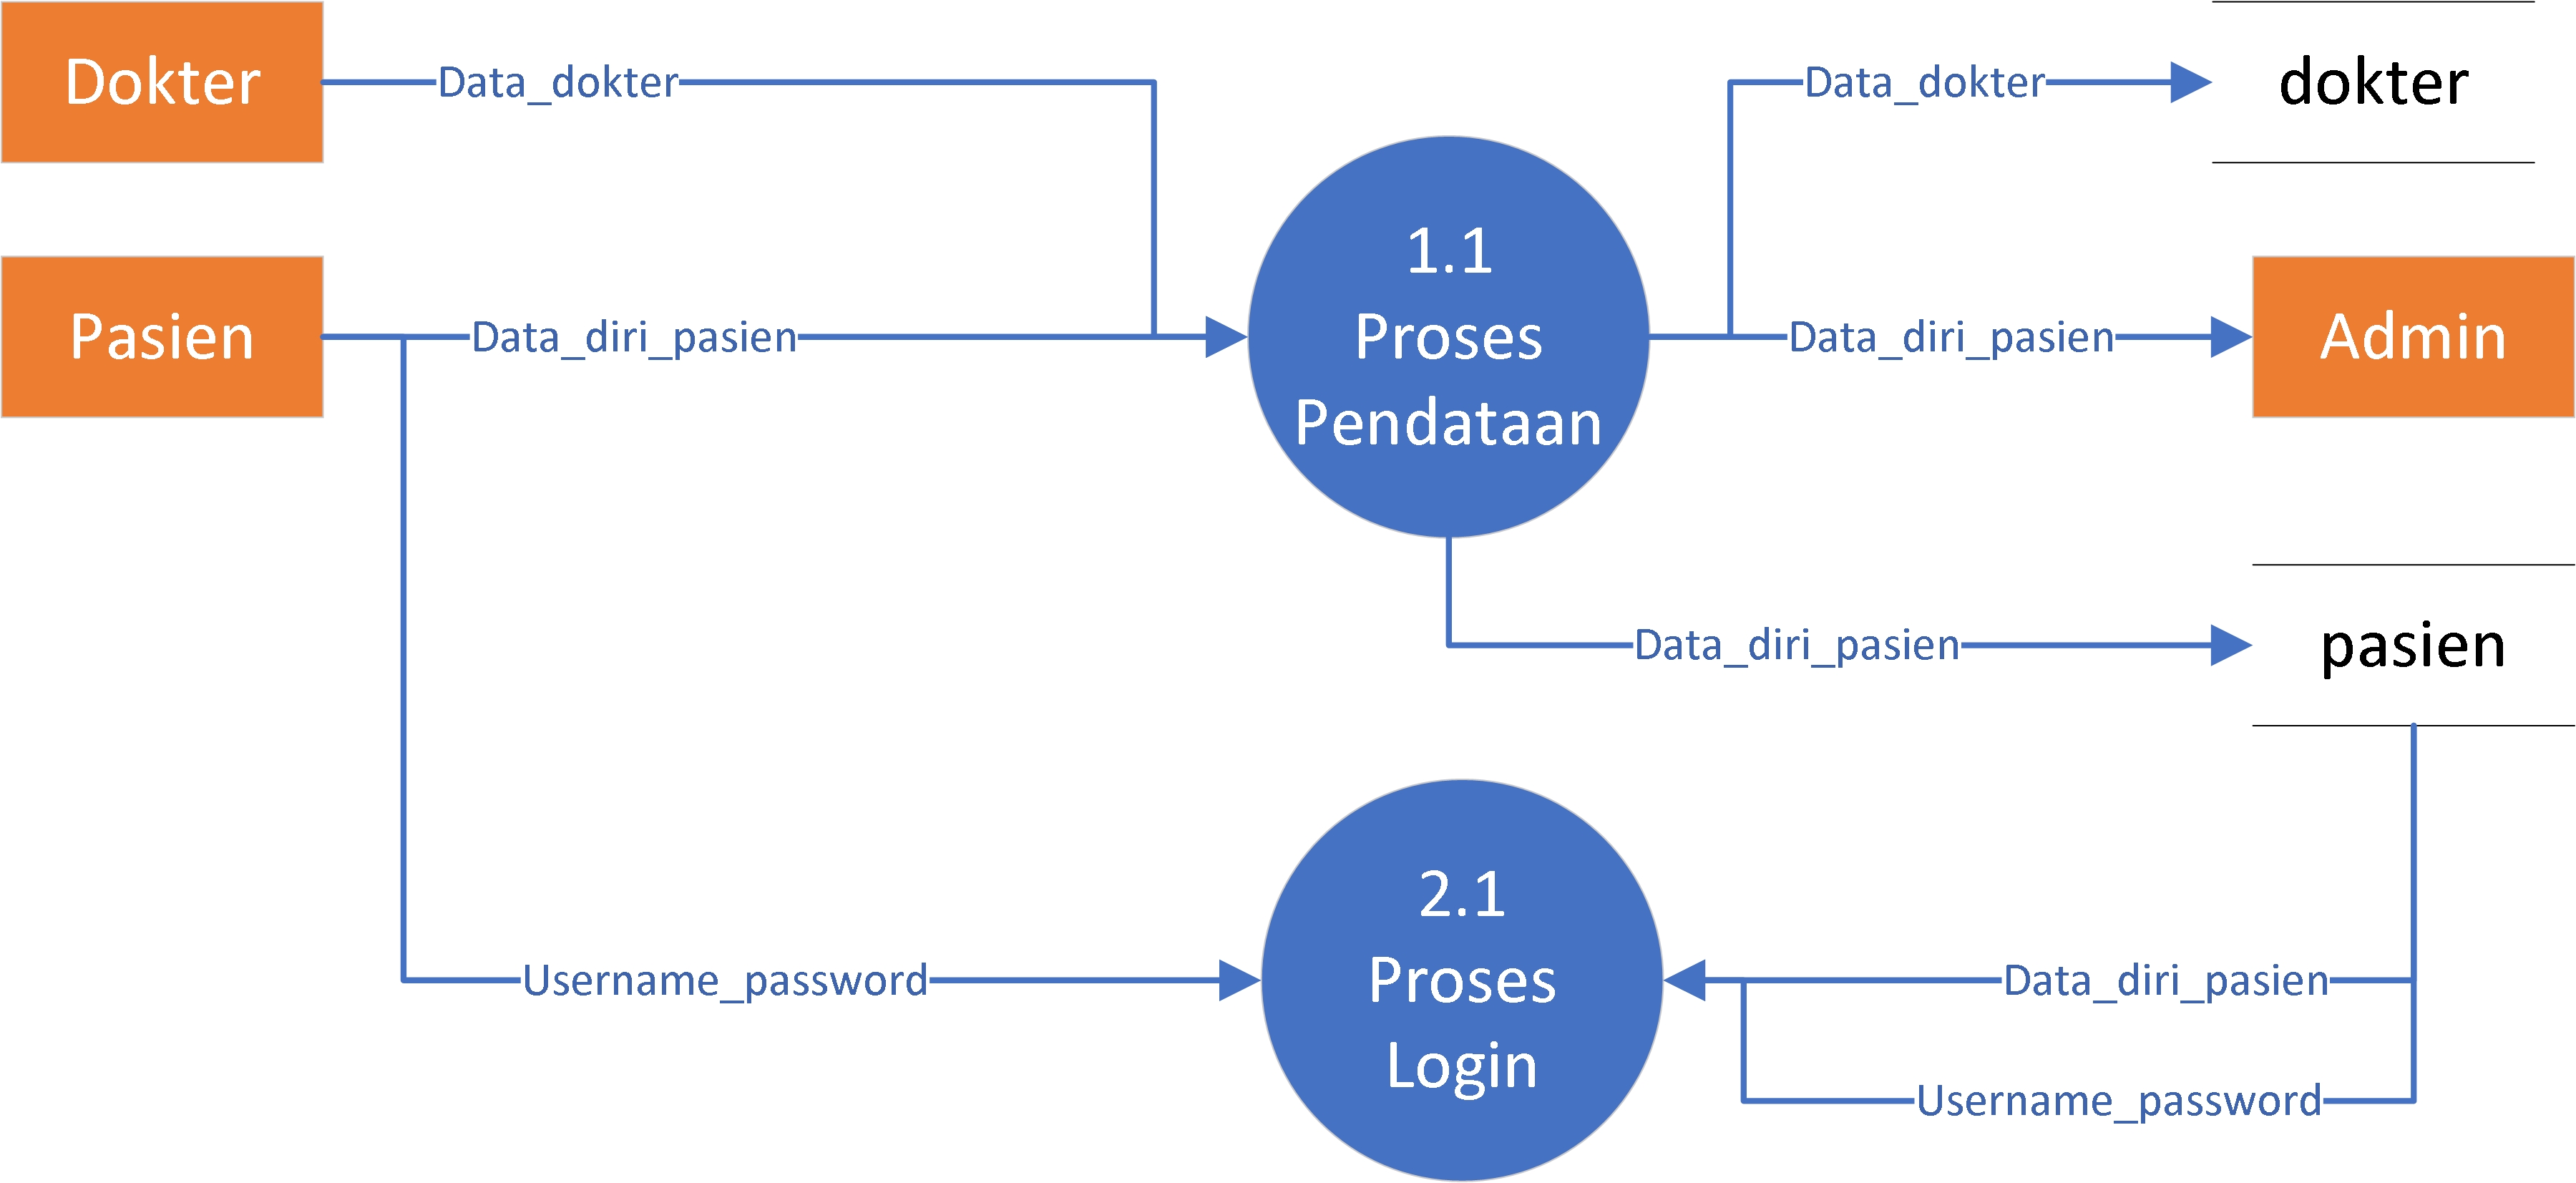 Dokter
Data_dokter
Data_dokter
dokter
Pasien
Data_diri_pasien
1.1
Proses
Pendataan
Data_diri_pasien
Admin
Data_diri_pasien
pasien
Username_password
2.1
Proses
Login
Data_diri_pasien
Username_password